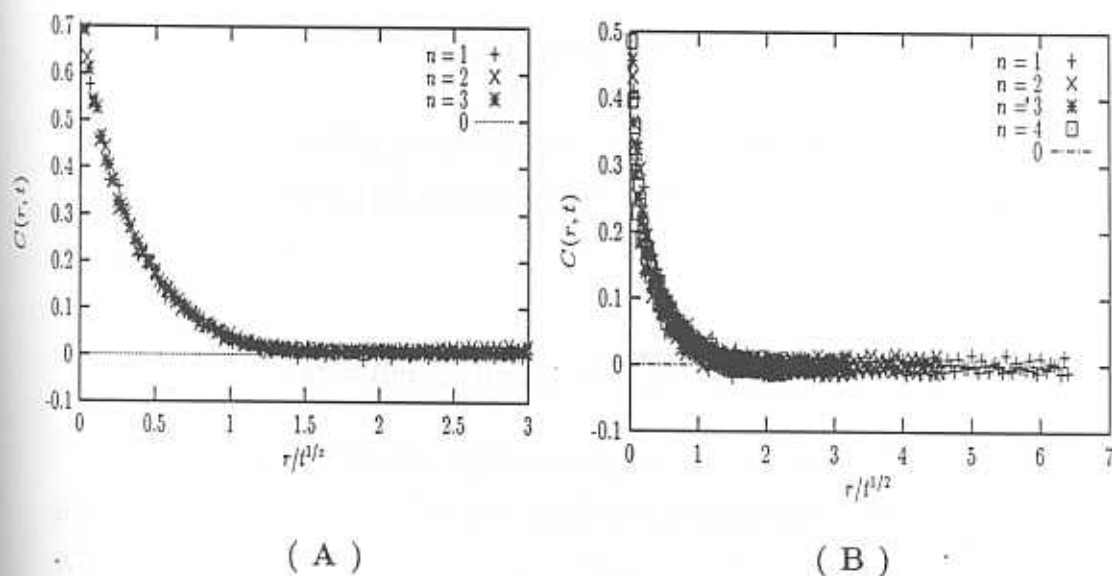 0.7
0.6
0.5
0.4
0.3
0.2
0.1
0
-0.1
C(r, t)
n = 1 +
n = 2 ×
n = 3 ✱
0
0 0.5 1 1.5 2 2.5 3
r/t^{1/z}
( A )
0.5
0.4
0.3
0.2
0.1
0
-0.1
C(r, t)
n = 1 +
n = 2 ×
n = 3 ✱
n = 4 □
0
0 1 2 3 4 5 6 7
r/t^{1/2}
( B )